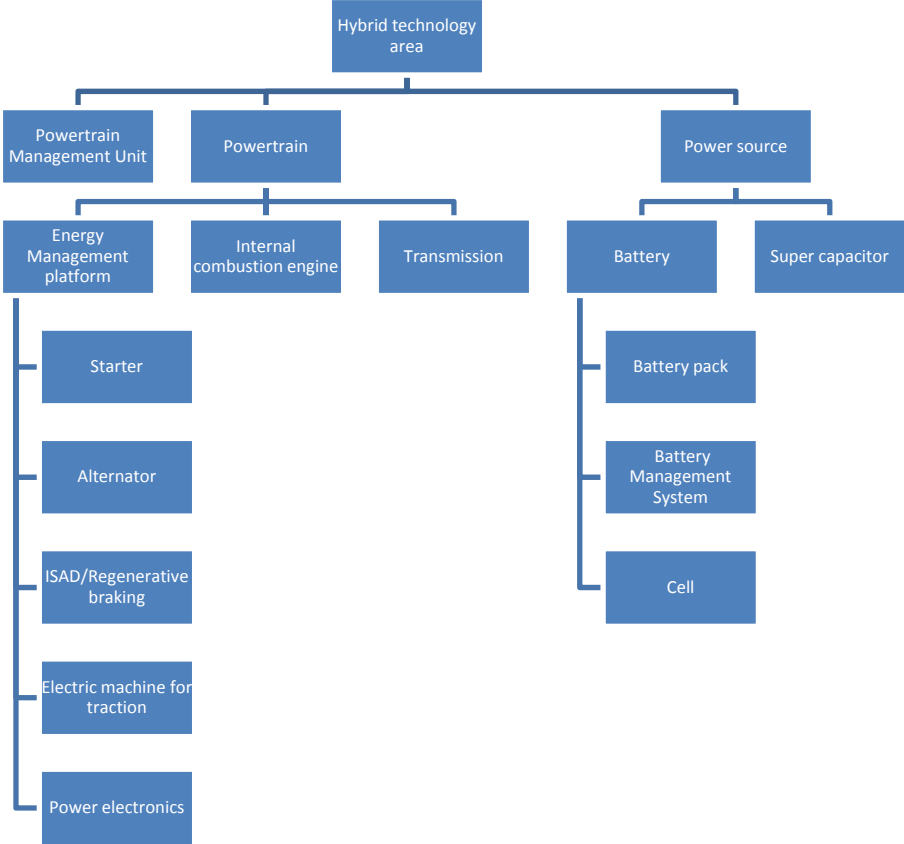 Hybrid technology
area
Powertrain
Management Unit
Powertrain
Power source
Energy
Management
platform
Internal
combustion engine
Transmission
Battery
Super capacitor
Starter
Battery pack
Alternator
Battery
Management
System
ISAD/Regenerative
braking
Cell
Electric machine for
traction
Power electronics